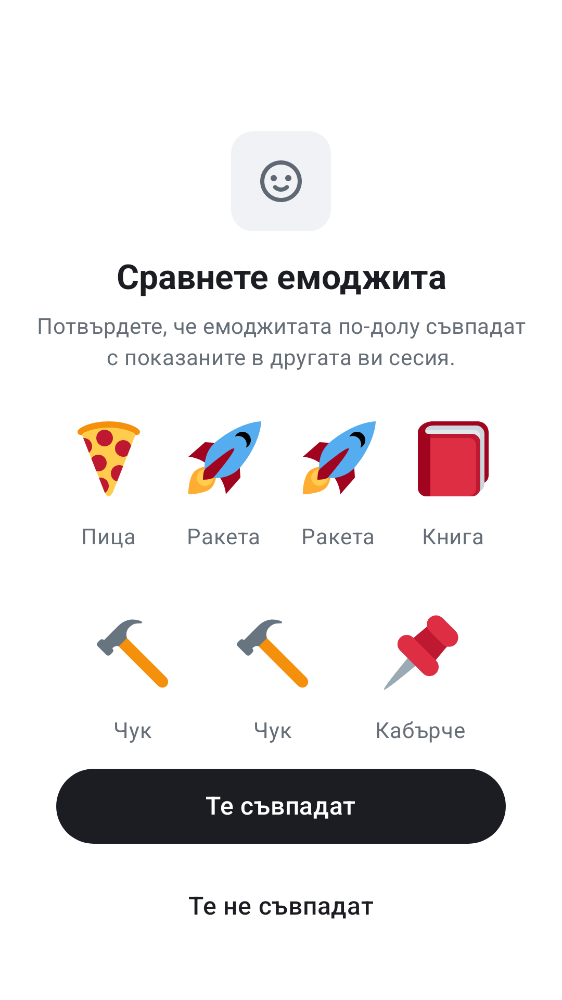 Сравнете емоджита
Потвърдете, че емоджитата по-долу съвпадат
с показаните в другата ви сесия.
Пица Ракета Ракета Книга
Чук Чук Кабърче
Те съвпадат
Те не съвпадат